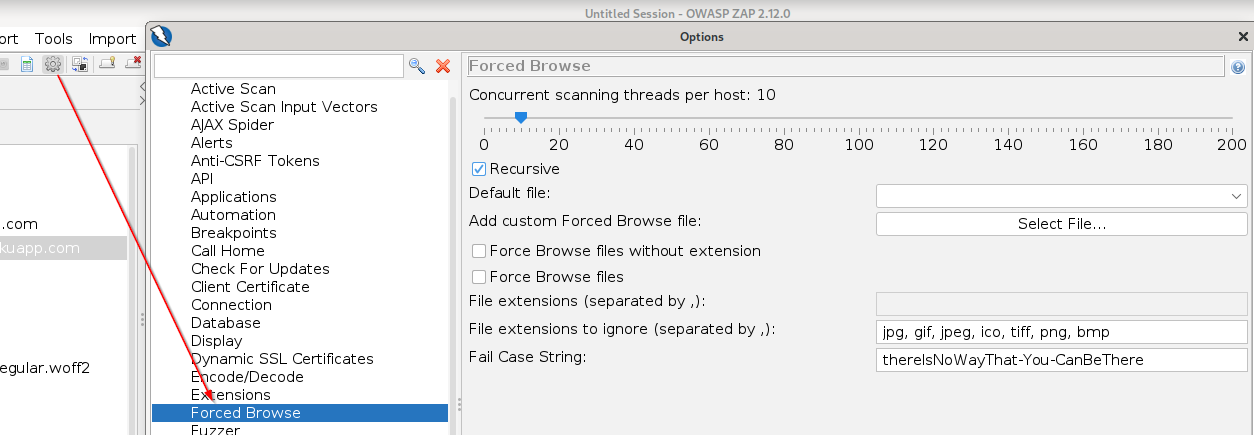 Untitled Session - OWASP ZAP 2.12.0
ort Tools Import
Options
Forced Browse
Active Scan
Active Scan Input Vectors
AJAX Spider
Alerts
Anti-CSRF Tokens
API
Applications
Automation
Breakpoints
Call Home
Check For Updates
Client Certificate
Connection
Database
Display
Dynamic SSL Certificates
Encode/Decode
Extensions
Forced Browse
Fuzzer
.com
kuapp.com
egular.woff2
Concurrent scanning threads per host: 10
0 20 40 60 80 100 120 140 160 180 200
Recursive
Default file:
Add custom Forced Browse file:
Select File...
Force Browse files without extension
Force Browse files
File extensions (separated by ,):
File extensions to ignore (separated by ,):
jpg, gif, jpeg, ico, tiff, png, bmp
Fail Case String:
thereIsNoWayThat-You-CanBeThere